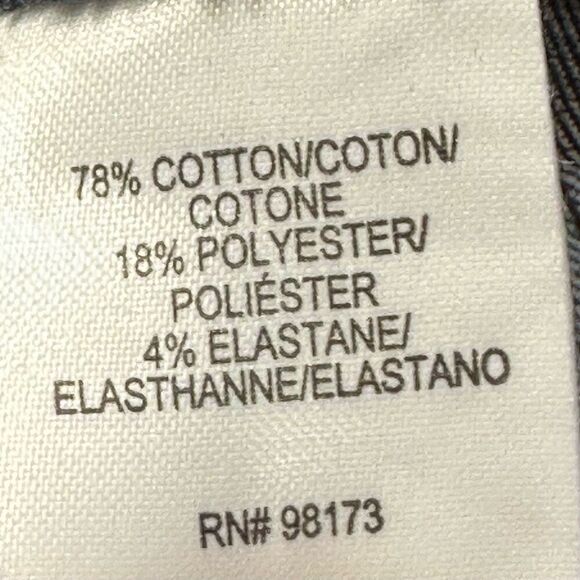 78% COTTON/COTON/
COTONE
18% POLYESTER/
POLIÉSTER
4% ELASTANE/
ELASTHANNE/ELASTANO
RN# 98173